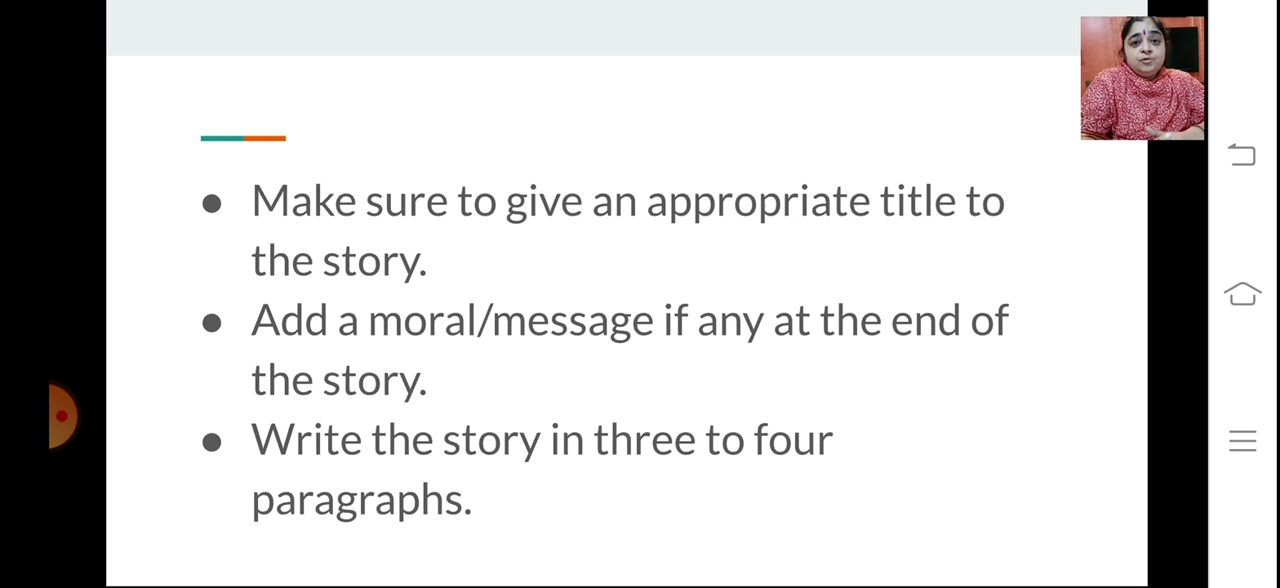 ● Make sure to give an appropriate title to
the story.
● Add a moral/message if any at the end of
the story.
● Write the story in three to four
paragraphs.